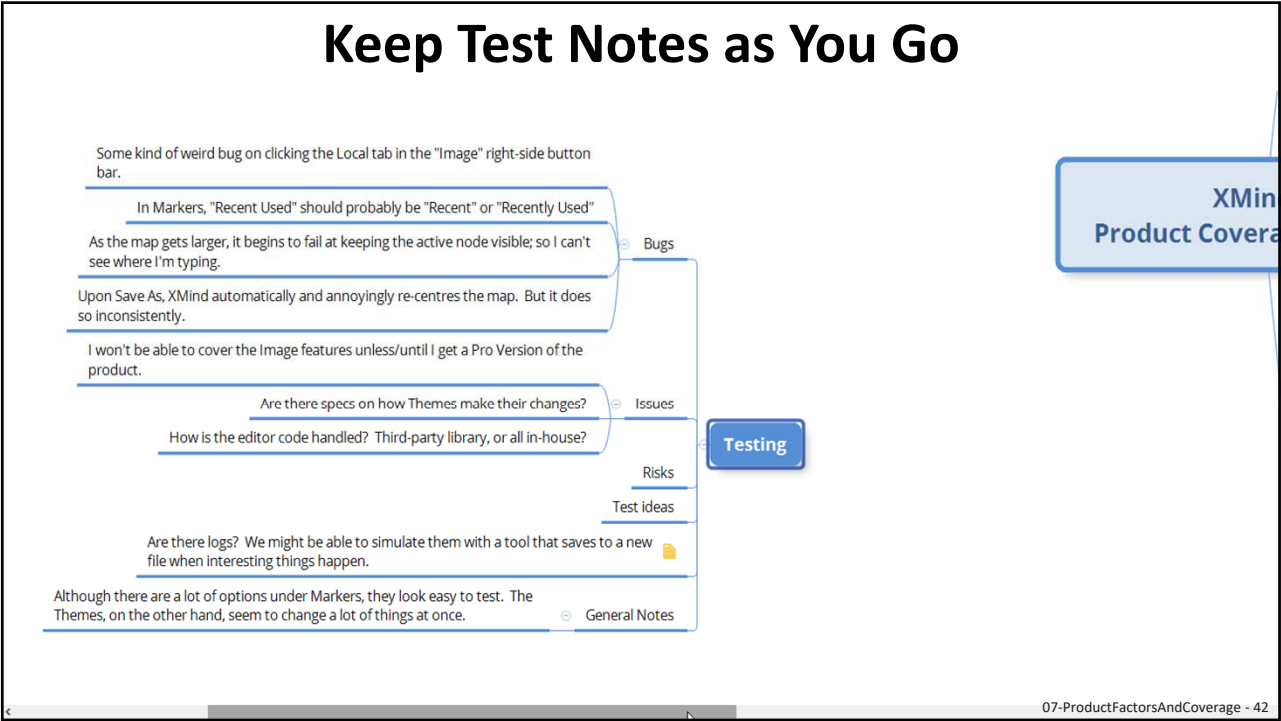 Keep Test Notes as You Go
Some kind of weird bug on clicking the Local tab in the "Image" right-side button
bar.
In Markers, "Recent Used" should probably be "Recent" or "Recently Used"
As the map gets larger, it begins to fail at keeping the active node visible; so I can't
see where I'm typing.
Upon Save As, XMind automatically and annoyingly re-centres the map.  But it does
so inconsistently.
Bugs
I won't be able to cover the Image features unless/until I get a Pro Version of the
product.
Are there specs on how Themes make their changes?
How is the editor code handled?  Third-party library, or all in-house?
Issues
Risks
Test ideas
Are there logs?  We might be able to simulate them with a tool that saves to a new
file when interesting things happen.
Although there are a lot of options under Markers, they look easy to test.  The
Themes, on the other hand, seem to change a lot of things at once.
General Notes
Testing
XMin
Product Covera
07-ProductFactorsAndCoverage - 42